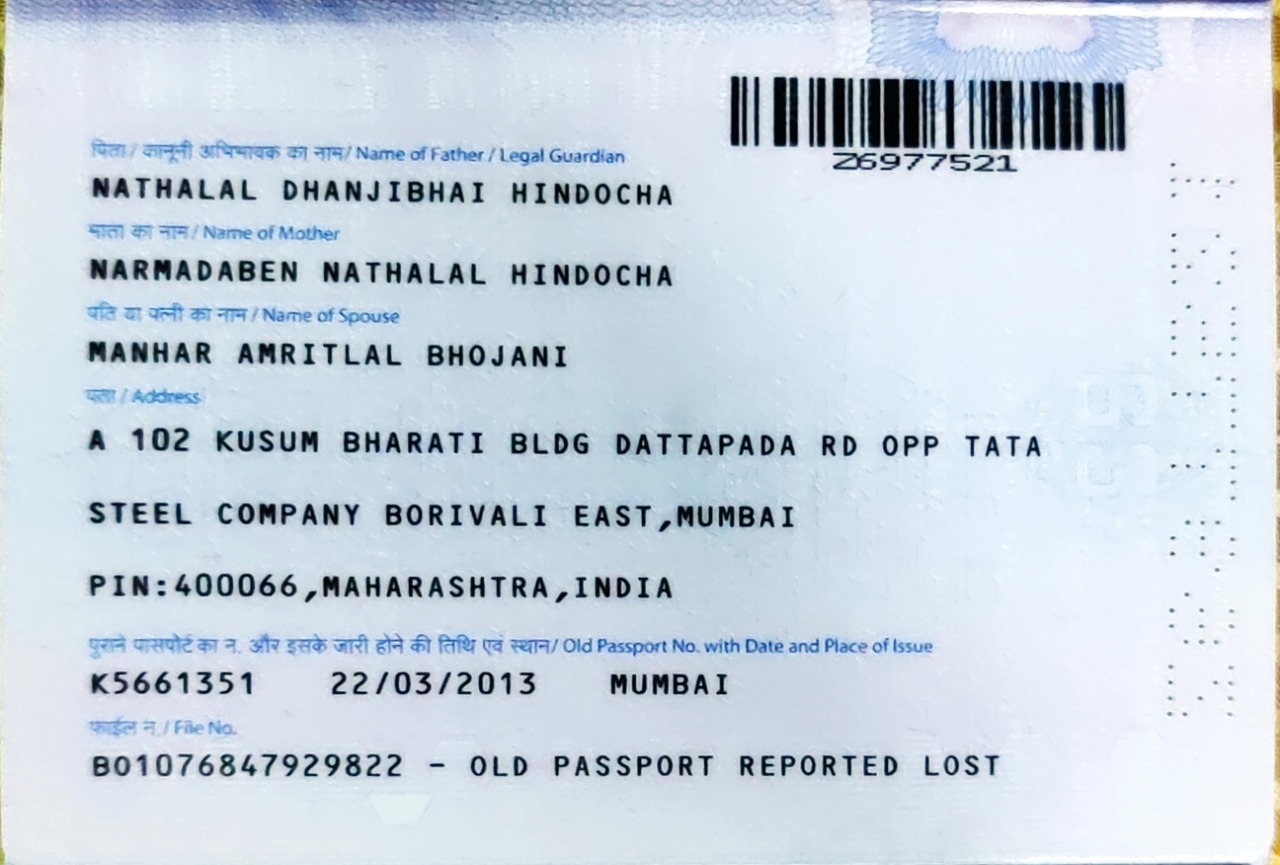 Z6977521
पिता / कानूनी अभिभावक का नाम/ Name of Father / Legal Guardian
NATHALAL DHANJIBHAI HINDOCHA
माता का नाम / Name of Mother
NARMADABEN NATHALAL HINDOCHA
पति या पत्नी का नाम / Name of Spouse
MANHAR AMRITLAL BHOJANI
पता / Address
A 102 KUSUM BHARATI BLDG DATTAPADA RD OPP TATA
STEEL COMPANY BORIVALI EAST,MUMBAI
PIN:400066,MAHARASHTRA,INDIA
पुराने पासपोर्ट का न. और इसके जारी होने की तिथि एवं स्थान/ Old Passport No. with Date and Place of Issue
K5661351 22/03/2013 MUMBAI
फाईल न. / File No.
BO1076847929822 - OLD PASSPORT REPORTED LOST